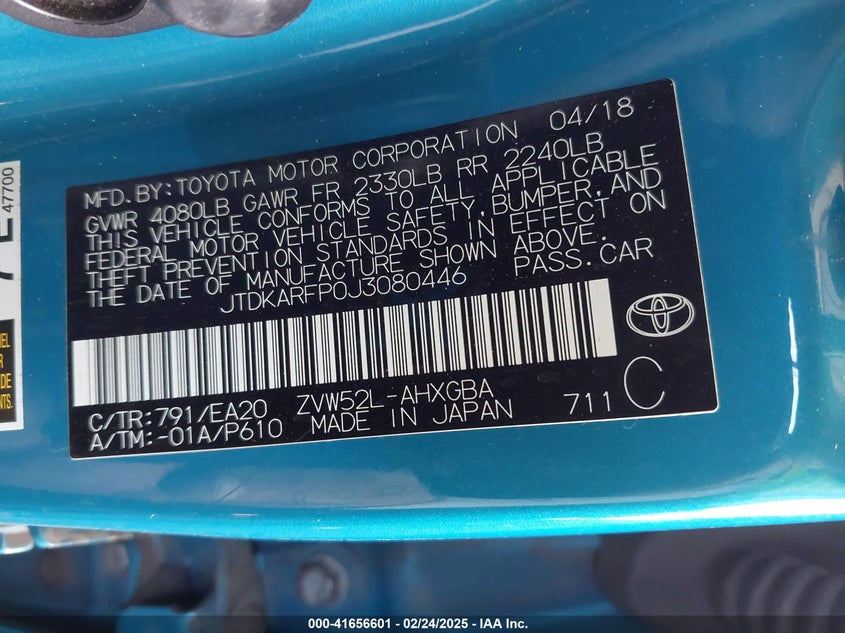 MFD.BY:TOYOTA MOTOR CORPORATION 04/18
GVWR 4080LB GAWR FR 2330LB RR 2240LB
THIS VEHICLE CONFORMS TO ALL APPLICABLE
FEDERAL MOTOR VEHICLE SAFETY,BUMPER,AND
THEFT PREVENTION STANDARDS IN EFFECT ON
THE DATE OF MANUFACTURE SHOWN ABOVE.
JTDKARFP0J3080446 PASS.CAR
C/TR:791/EA20 ZVW52L-AHXGBA 711 C
A/TM:-01A/P610 MADE IN JAPAN
47700
000-41656601 - 02/24/2025 - IAA Inc.